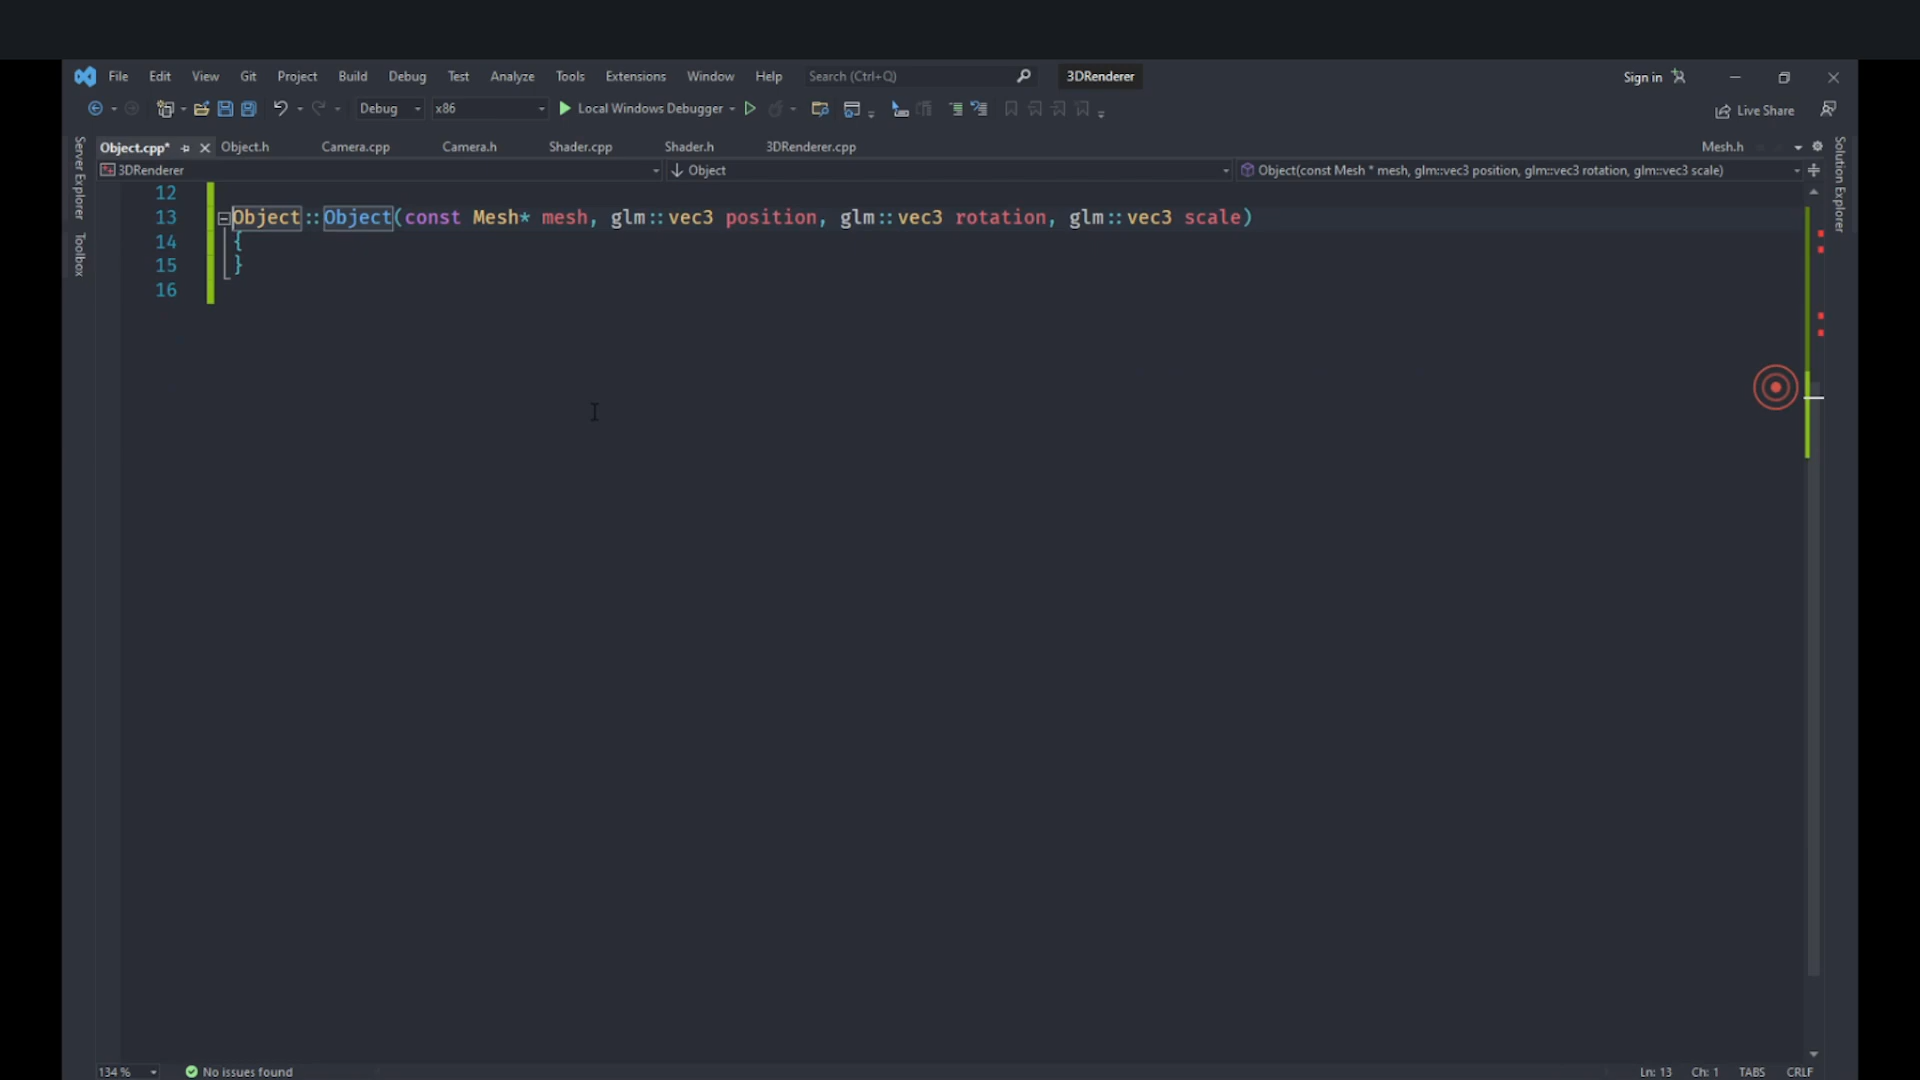 File Edit View Git Project Build Debug Test Analyze Tools Extensions Window Help Search (Ctrl+Q) 3DRenderer Sign in
Debug x86 Local Windows Debugger Live Share
Server Explorer
Toolbox
Object.cpp* Object.h Camera.cpp Camera.h Shader.cpp Shader.h 3DRenderer.cpp Mesh.h
Solution Explorer
3DRenderer Object Object(const Mesh * mesh, glm::vec3 position, glm::vec3 rotation, glm::vec3 scale)
12
13 Object::Object(const Mesh* mesh, glm::vec3 position, glm::vec3 rotation, glm::vec3 scale)
14 {
15 }
16
134 % No issues found Ln: 13 Ch: 1 TABS CRLF